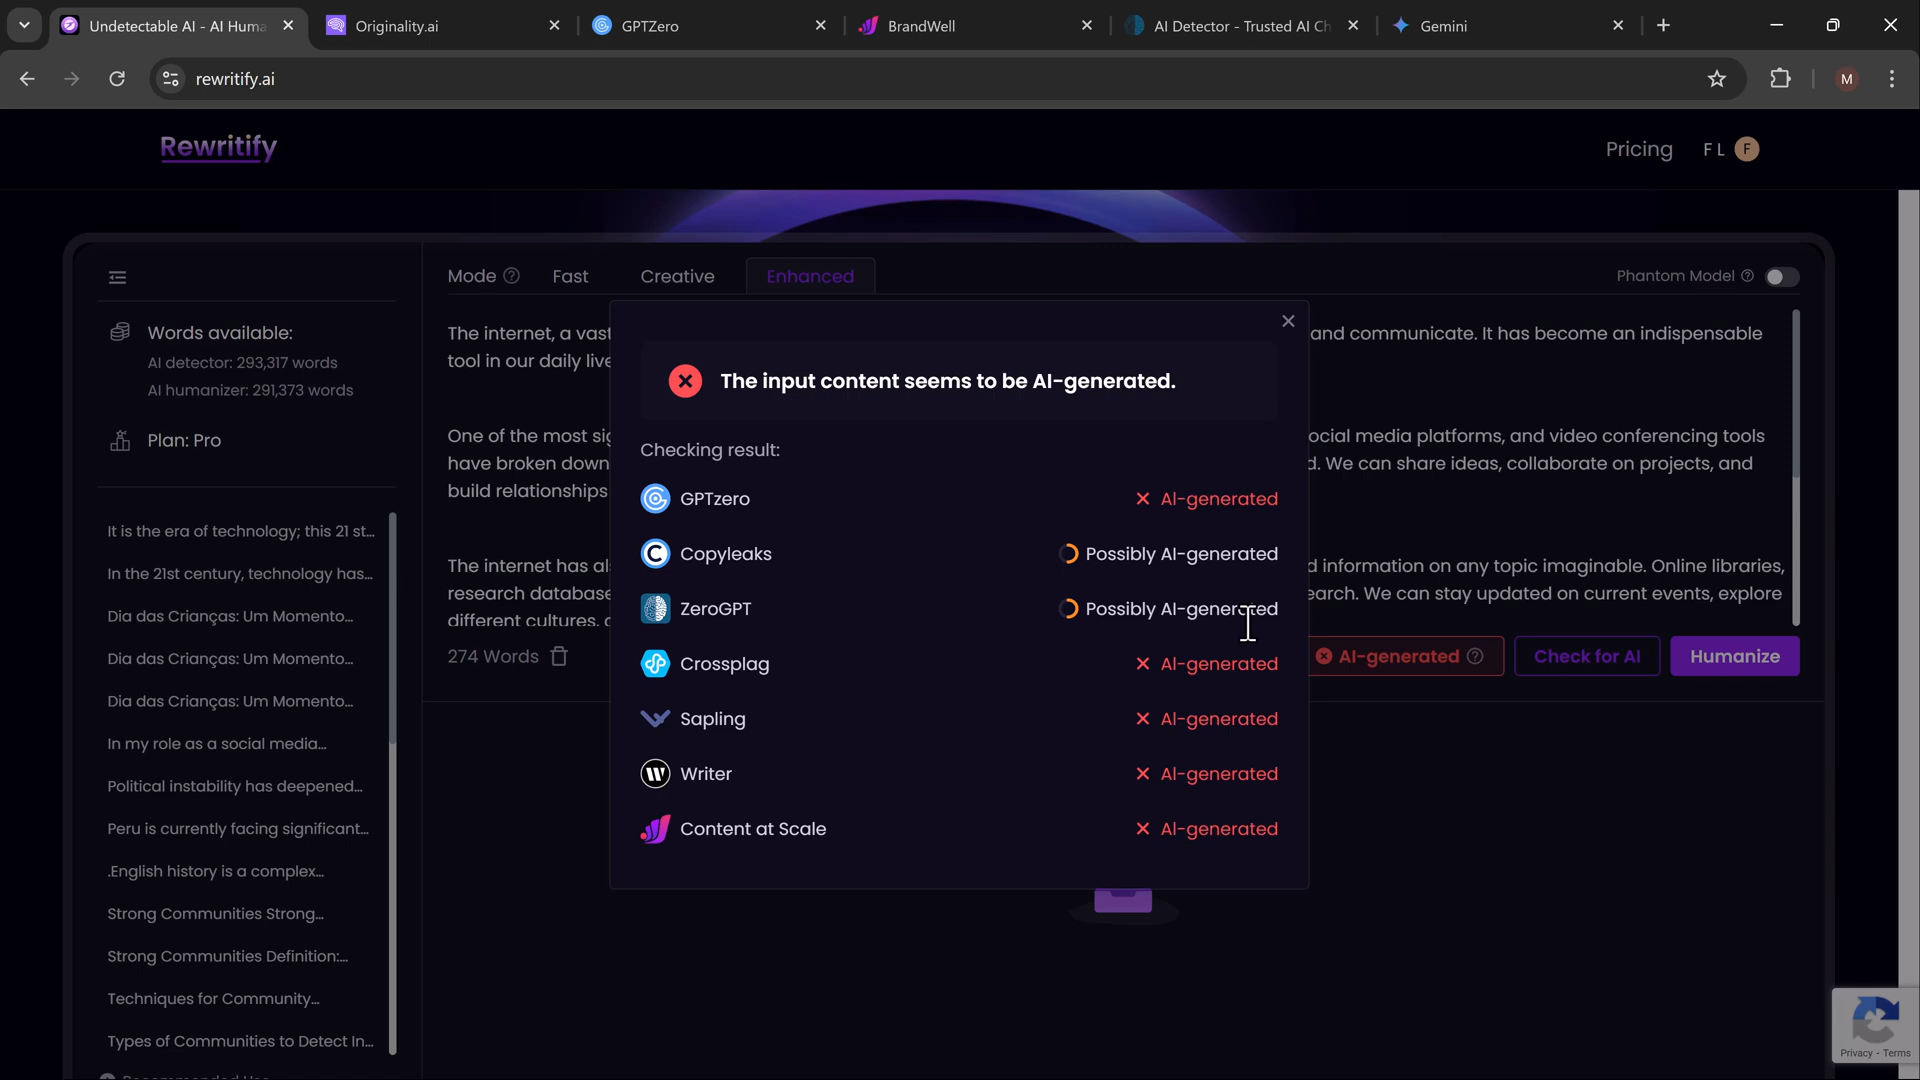 Undetectable AI - AI Huma
Originality.ai
GPTZero
BrandWell
AI Detector - Trusted AI Ch
Gemini
rewritify.ai
M
Rewritify
Pricing
F L
F
Mode
Fast
Creative
Enhanced
Phantom Model
Words available:
AI detector: 293,317 words
AI humanizer: 291,373 words
Plan: Pro
It is the era of technology; this 21 st...
In the 21st century, technology has...
Dia das Crianças: Um Momento...
Dia das Crianças: Um Momento...
Dia das Crianças: Um Momento...
In my role as a social media...
Political instability has deepened...
Peru is currently facing significant...
.English history is a complex...
Strong Communities Strong...
Strong Communities Definition:...
Techniques for Community...
Types of Communities to Detect In...
The internet, a vast and communicate. It has become an indispensable
tool in our daily live
One of the most sig ocial media platforms, and video conferencing tools
have broken down d. We can share ideas, collaborate on projects, and
build relationships
The internet has al d information on any topic imaginable. Online libraries,
research database earch. We can stay updated on current events, explore
different cultures,
274 Words
AI-generated
Check for AI
Humanize
The input content seems to be AI-generated.
Checking result:
GPTzero
AI-generated
Copyleaks
Possibly AI-generated
ZeroGPT
Possibly AI-generated
Crossplag
AI-generated
Sapling
AI-generated
Writer
AI-generated
Content at Scale
AI-generated
Privacy - Terms